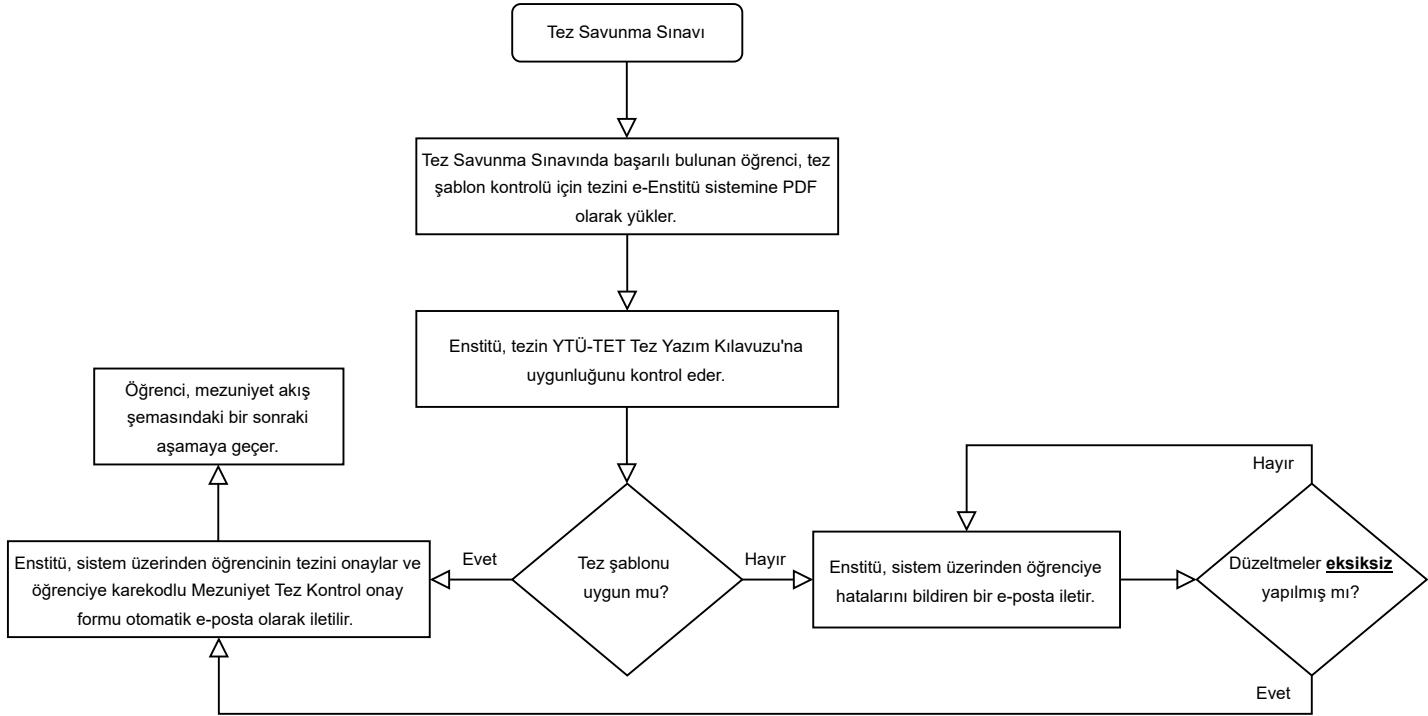 Tez Savunma Sınavı
Tez Savunma Sınavında başarılı bulunan öğrenci, tez
şablon kontrolü için tezini e-Enstitü sistemine PDF
olarak yükler.
Enstitü, tezin YTÜ-TET Tez Yazım Kılavuzu'na
uygunluğunu kontrol eder.
Öğrenci, mezuniyet akış
şemasındaki bir sonraki
aşamaya geçer.
Enstitü, sistem üzerinden öğrencinin tezini onaylar ve
öğrenciye karekodlu Mezuniyet Tez Kontrol onay
formu otomatik e-posta olarak iletilir.
Evet
Tez şablonu
uygun mu?
Hayır
Enstitü, sistem üzerinden öğrenciye
hatalarını bildiren bir e-posta iletir.
Hayır
Düzeltmeler eksiksiz
yapılmış mı?
Evet